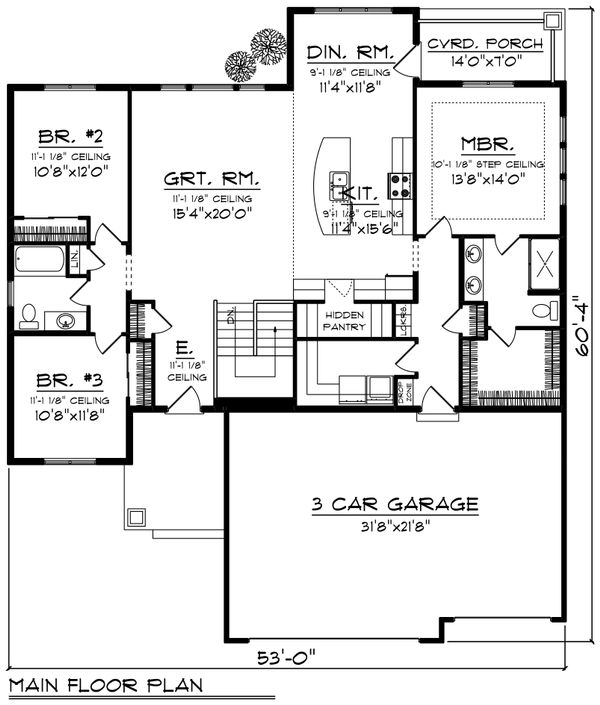 DIN. RM.
9'-1 1/8" CEILING
11'4"X11'8"
CVRD. PORCH
14'0"X7'0"
BR. #2
11'-1 1/8" CEILING
10'8"X12'0"
GRT. RM.
11'-1 1/8" CEILING
15'4"X20'0"
MBR.
10'-1 1/8" STEP CEILING
13'8"X14'0"
KIT.
9'-1 1/8" CEILING
11'4"X15'6"
LIN.
DN.
HIDDEN
PANTRY
LCKRS.
60'-4"
E.
11'-1 1/8"
CEILING
BR. #3
11'-1 1/8" CEILING
10'8"X11'8"
DROP
ZONE
3 CAR GARAGE
31'8"X21'8"
53'-0"
MAIN FLOOR PLAN